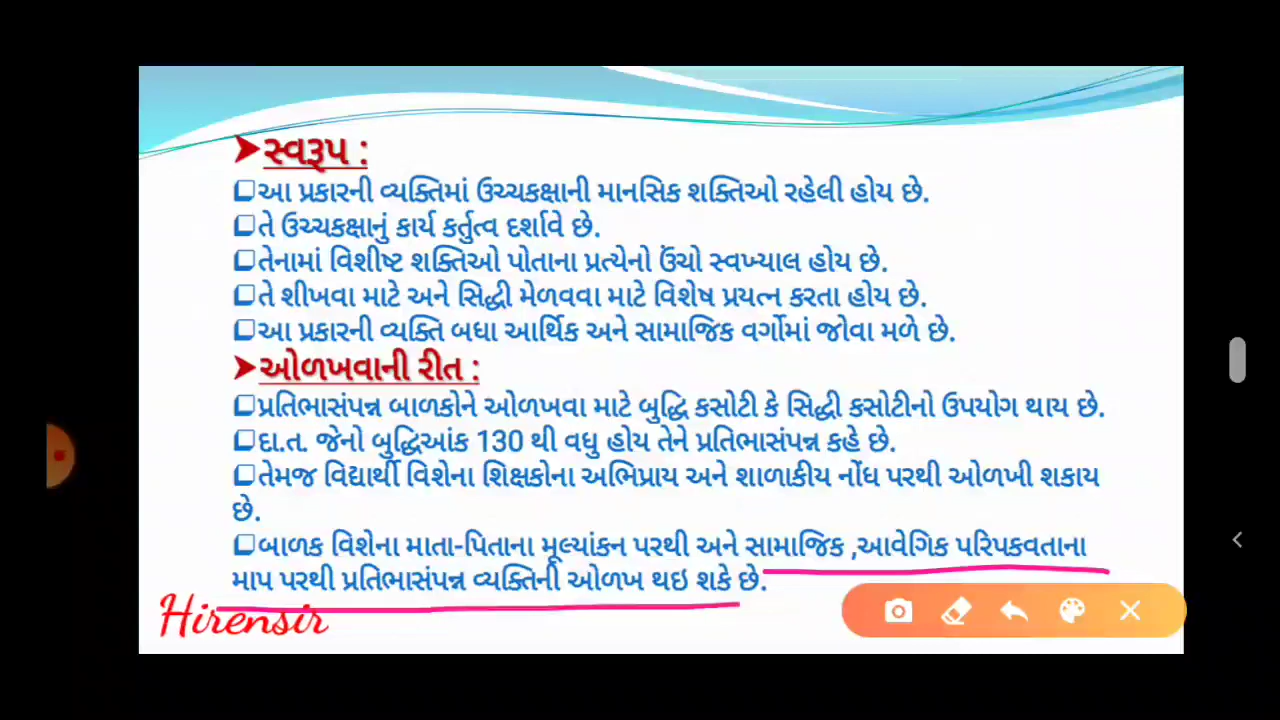 ➤સ્વરૂપ :
❑આ પ્રકારની વ્યક્તિમાં ઉચ્ચકક્ષાની માનસિક શક્તિઓ રહેલી હોય છે.
❑તે ઉચ્ચકક્ષાનું કાર્ય કર્તુત્વ દર્શાવે છે.
❑તેનામાં વિશીષ્ટ શક્તિઓ પોતાના પ્રત્યેનો ઉંચો સ્વખ્યાલ હોય છે.
❑તે શીખવા માટે અને સિદ્ધી મેળવવા માટે વિશેષ પ્રયત્ન કરતા હોય છે.
❑આ પ્રકારની વ્યક્તિ બધા આર્થિક અને સામાજિક વર્ગોમાં જોવા મળે છે.
➤ઓળખવાની રીત :
❑પ્રતિભાસંપન્ન બાળકોને ઓળખવા માટે બુદ્ધિ કસોટી કે સિદ્ધી કસોટીનો ઉપયોગ થાય છે.
❑દા.ત. જેનો બુદ્ધિઆંક 130 થી વધુ હોય તેને પ્રતિભાસંપન્ન કહે છે.
❑તેમજ વિદ્યાર્થી વિશેના શિક્ષકોના અભિપ્રાય અને શાળાકીય નોંધ પરથી ઓળખી શકાય
છે.
❑બાળક વિશેના માતા-પિતાના મૂલ્યાંકન પરથી અને સામાજિક ,આવેગિક પરિપકવતાના
માપ પરથી પ્રતિભાસંપન્ન વ્યક્તિની ઓળખ થઇ શકે છે.
Hirensir